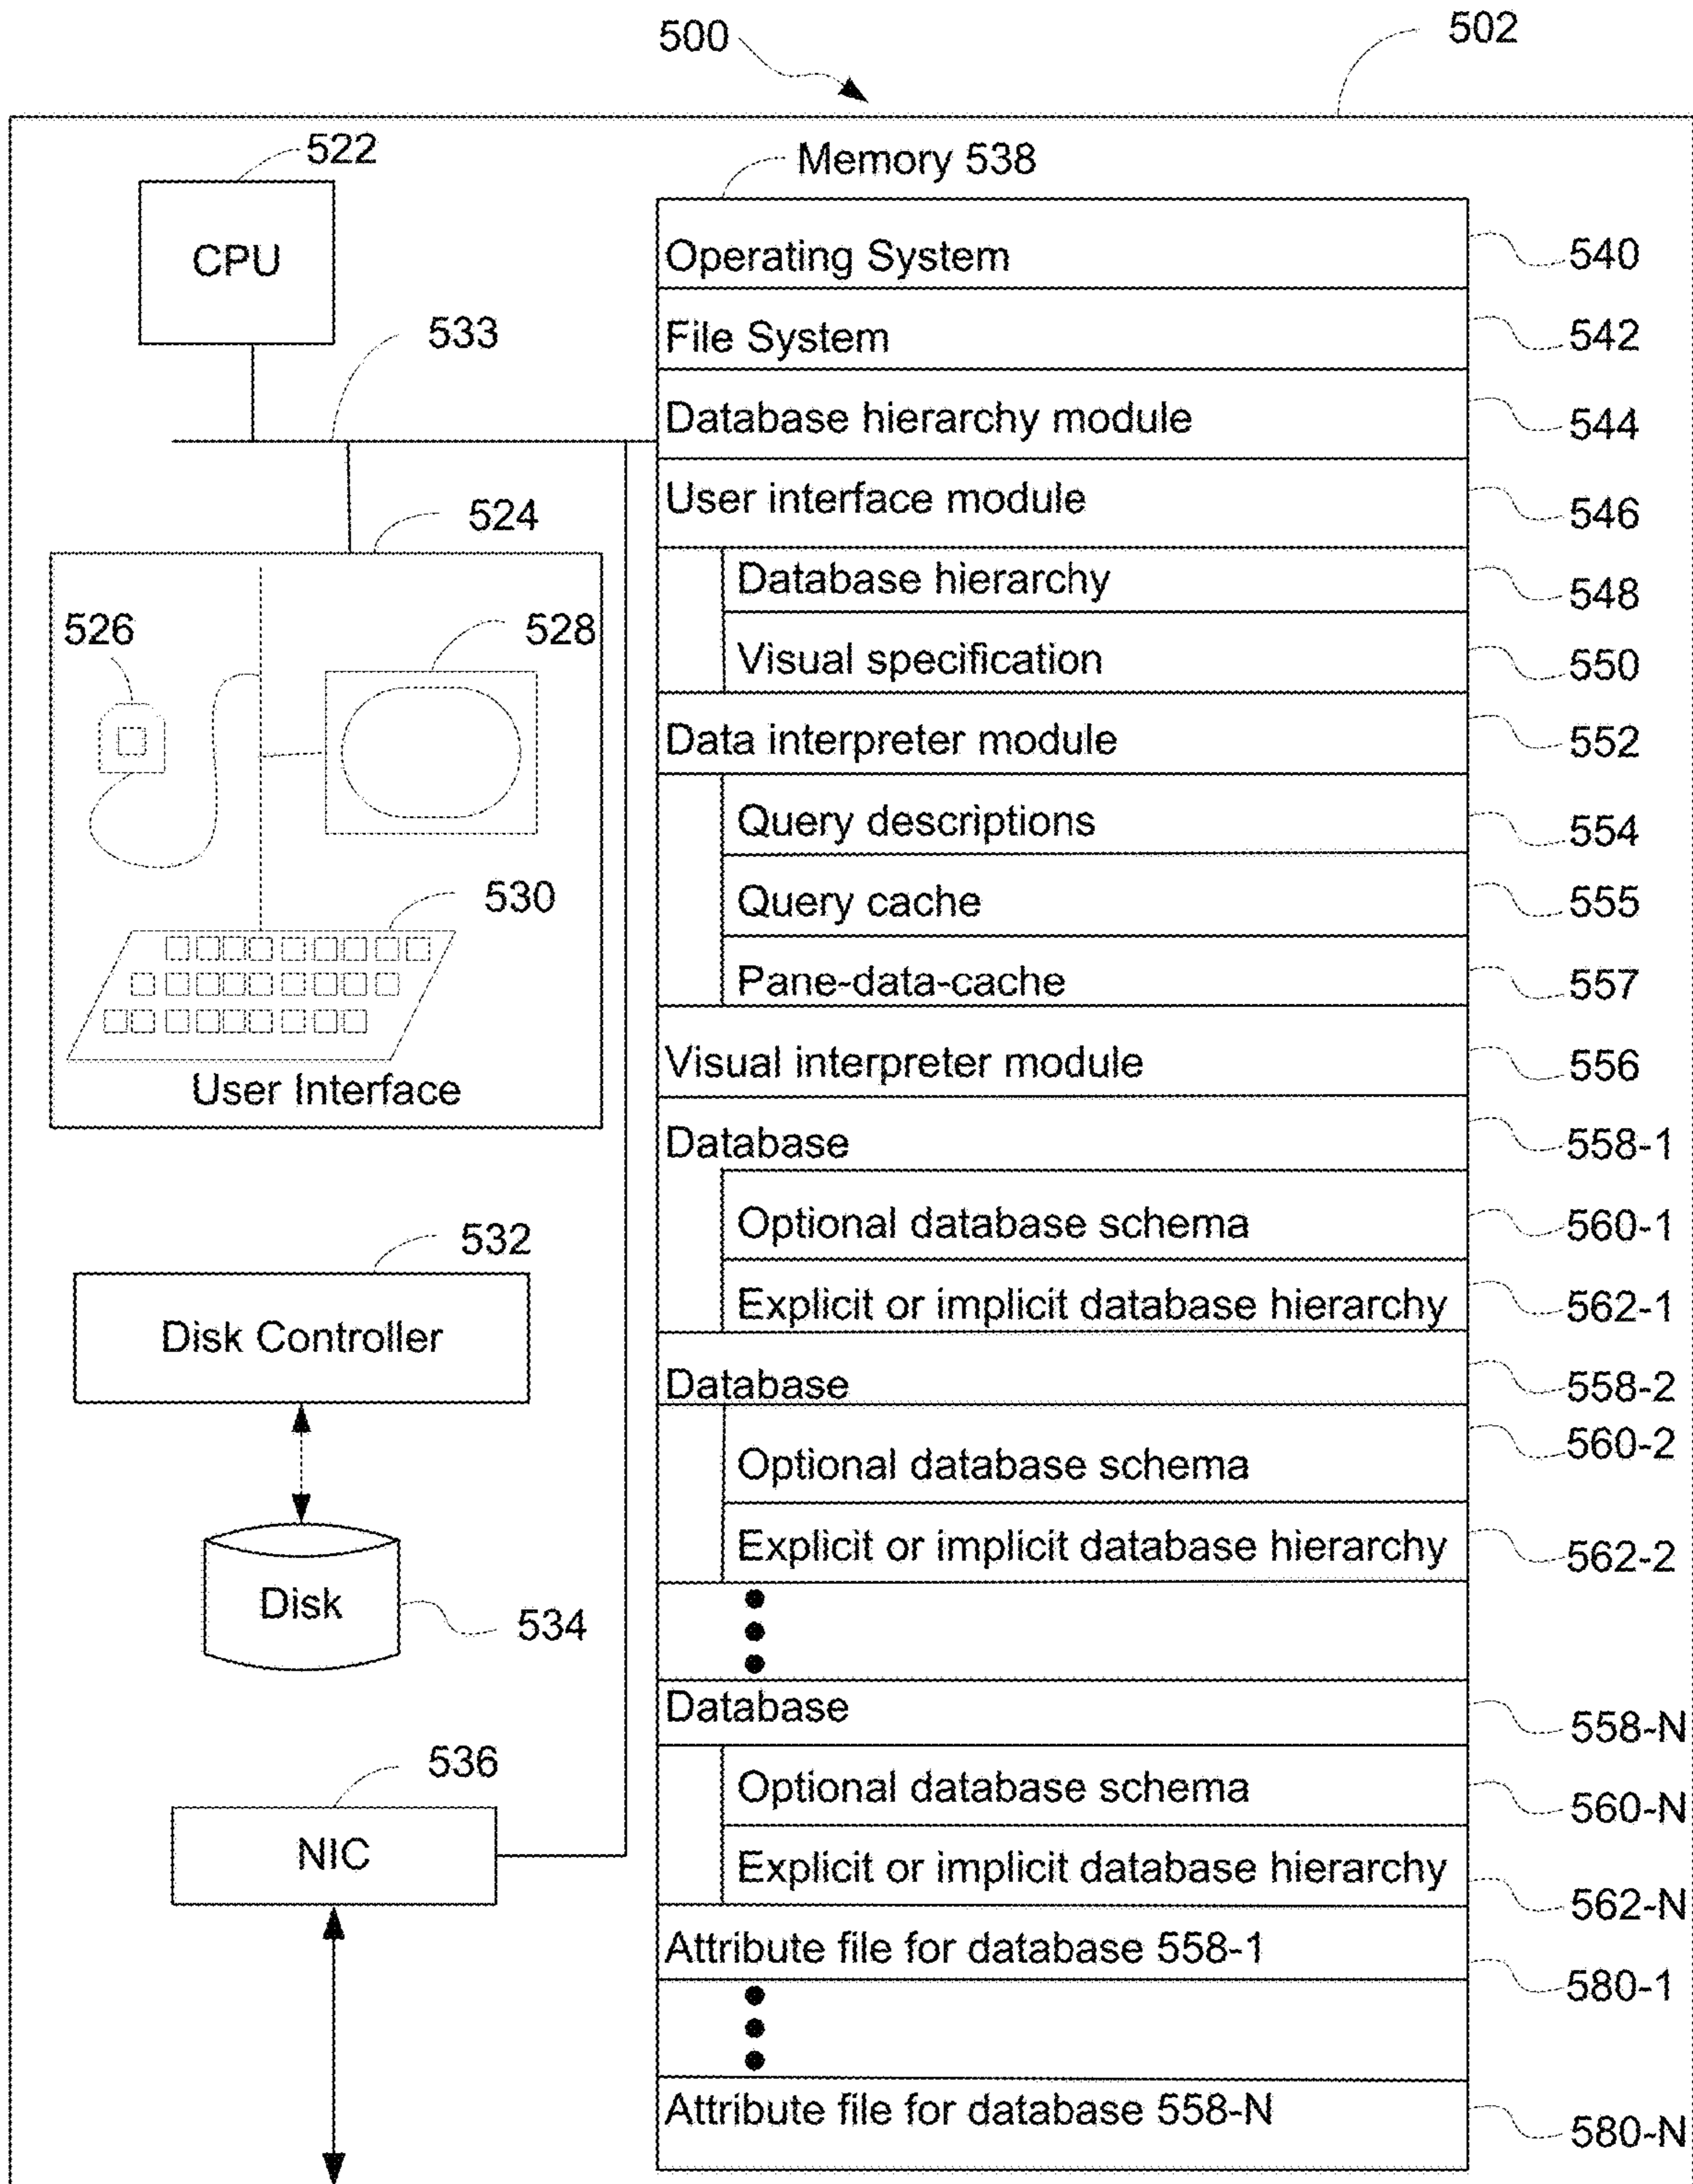 500
502
522
CPU
533
524
526
528
530
User Interface
532
Disk Controller
Disk
534
536
NIC
Memory 538
Operating System 540
File System 542
Database hierarchy module 544
User interface module 546
Database hierarchy 548
Visual specification 550
Data interpreter module 552
Query descriptions 554
Query cache 555
Pane-data-cache 557
Visual interpreter module 556
Database 558-1
Optional database schema 560-1
Explicit or implicit database hierarchy 562-1
Database 558-2
Optional database schema 560-2
Explicit or implicit database hierarchy 562-2
Database 558-N
Optional database schema 560-N
Explicit or implicit database hierarchy 562-N
Attribute file for database 558-1 580-1
Attribute file for database 558-N 580-N